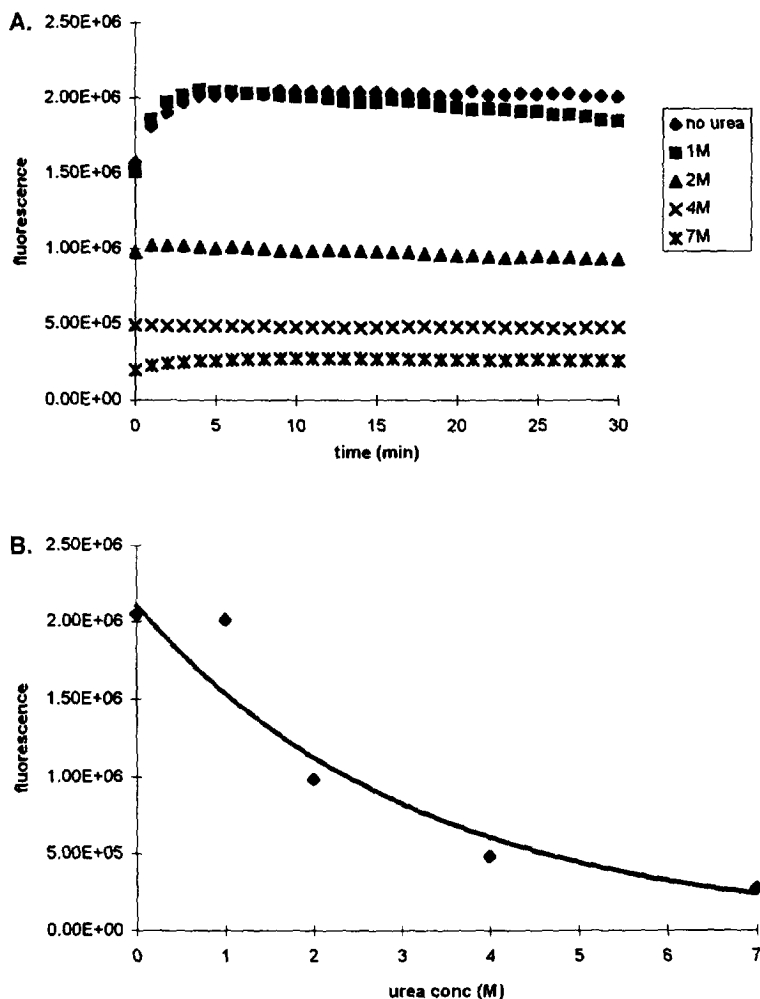 A.
2.50E+06
2.00E+06
1.50E+06
1.00E+06
5.00E+05
0.00E+00
fluorescence
0 5 10 15 20 25 30
time (min)
no urea
1M
2M
4M
7M
B.
2.50E+06
2.00E+06
1.50E+06
1.00E+06
5.00E+05
0.00E+00
fluorescence
0 1 2 3 4 5 6 7
urea conc (M)